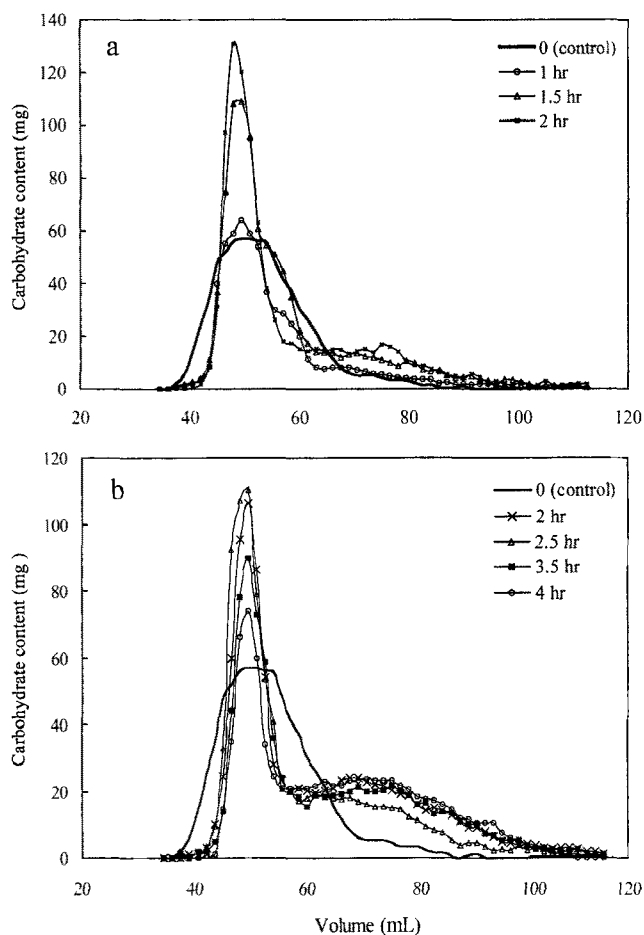 a
0 (control)
1 hr
1.5 hr
2 hr
Carbohydrate content (mg)
140
120
100
80
60
40
20
0
20 40 60 80 100 120
b
0 (control)
2 hr
2.5 hr
3.5 hr
4 hr
Carbohydrate content (mg )
120
100
80
60
40
20
0
20 40 60 80 100 120
Volume (mL)